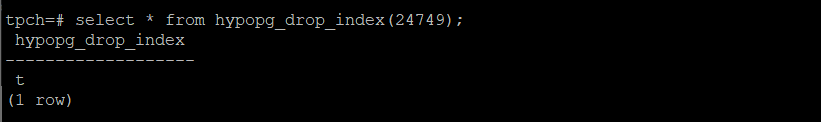 tpch=# select * from hypopg_drop_index(24749);
 hypopg_drop_index
-------------------
 t
(1 row)